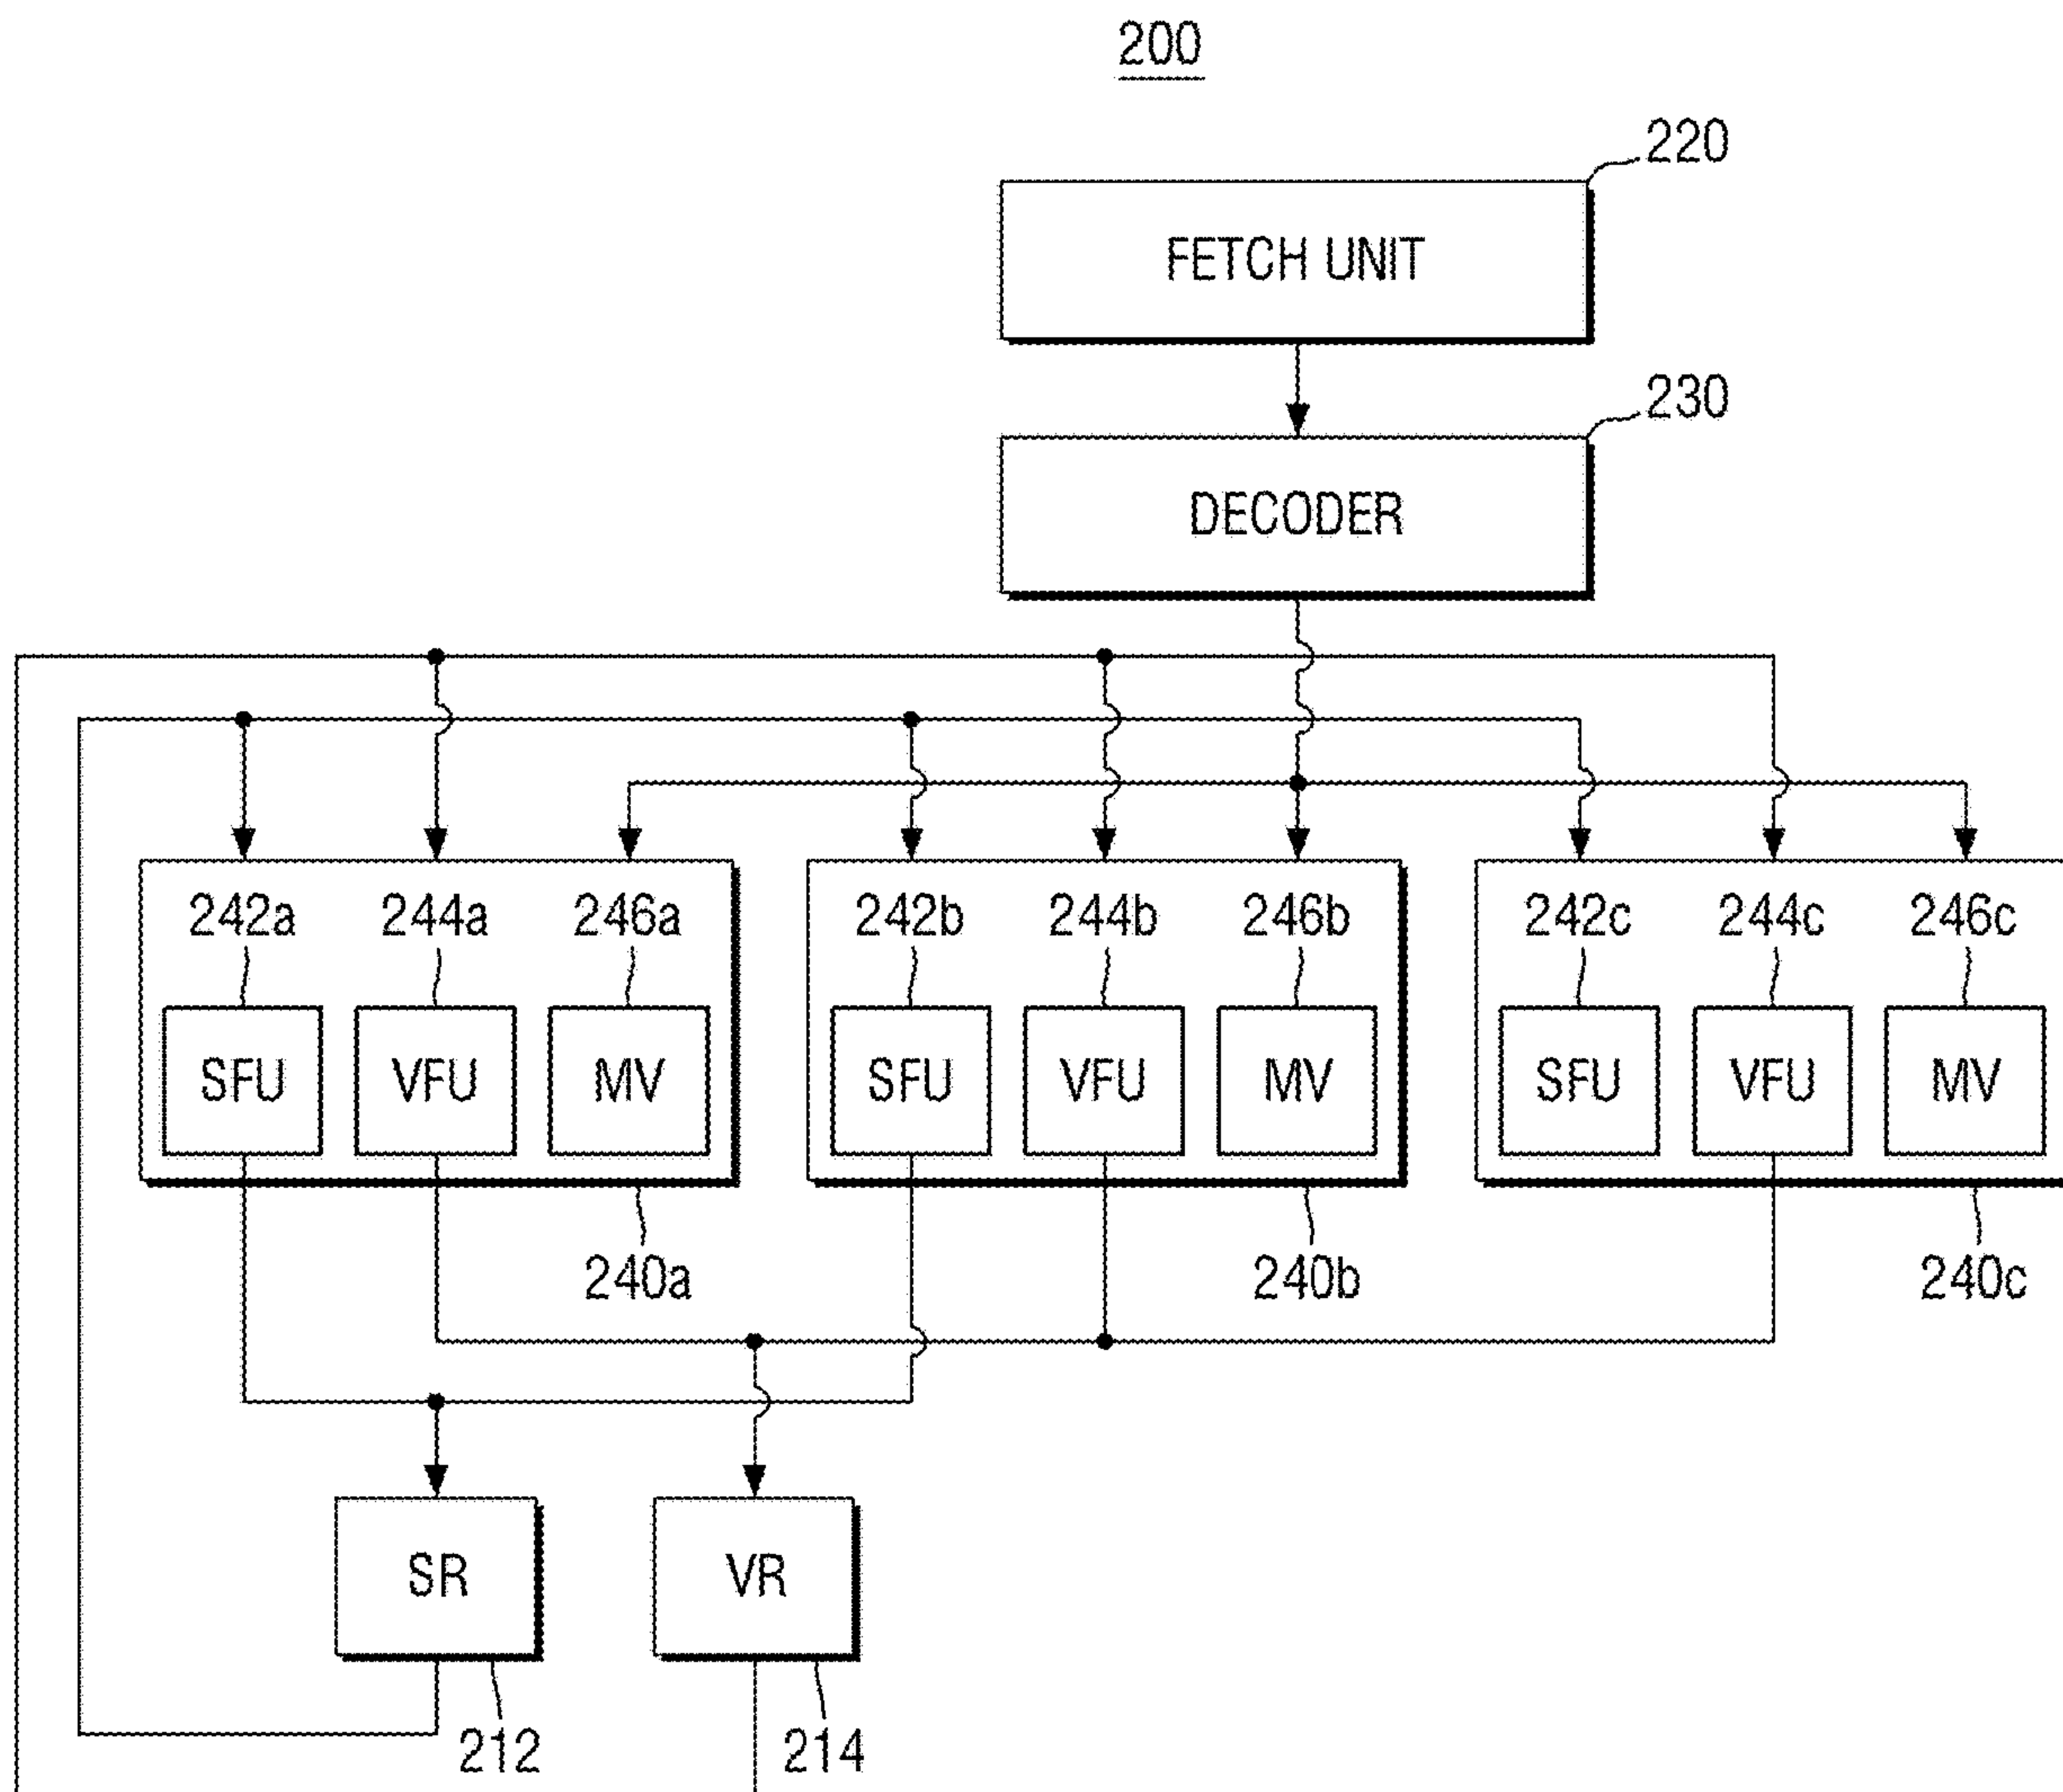 200
220
FETCH UNIT
230
DECODER
242a 244a 246a 242b 244b 246b 242c 244c 246c
SFU VFU MV SFU VFU MV SFU VFU MV
240a 240b 240c
SR VR
212 214